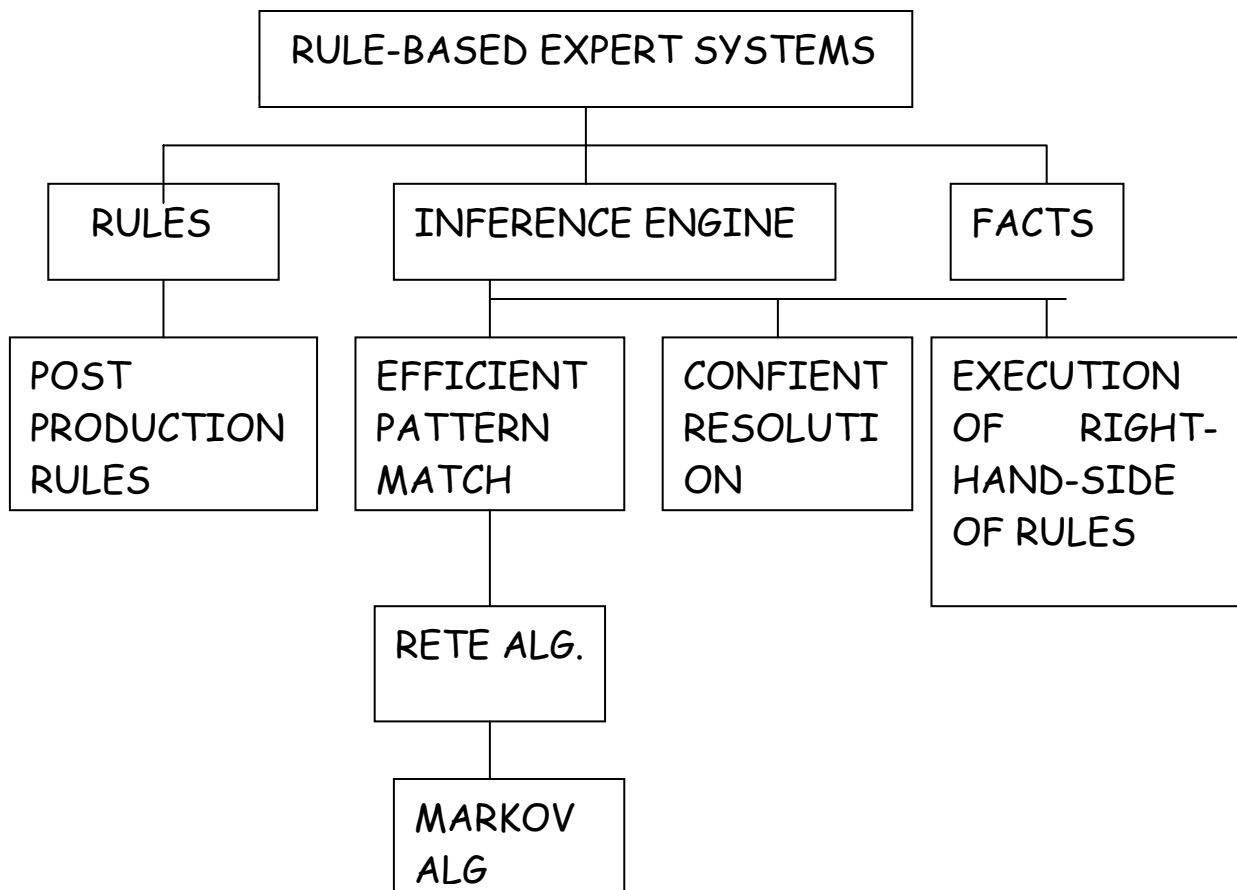 RULE-BASED EXPERT SYSTEMS
RULES
INFERENCE ENGINE
FACTS
POST
PRODUCTION
RULES
EFFICIENT
PATTERN
MATCH
CONFIENT
RESOLUTI
ON
EXECUTION
OF RIGHT-
HAND-SIDE
OF RULES
RETE ALG.
MARKOV
ALG